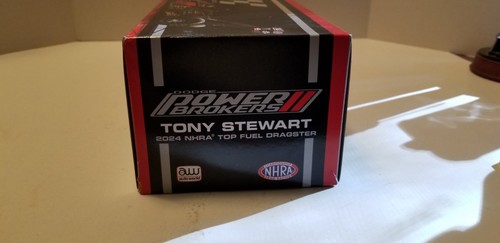 DODGE
POWER
BROKERS
TONY STEWART
2024 NHRA® TOP FUEL DRAGSTER
aw
NHRA